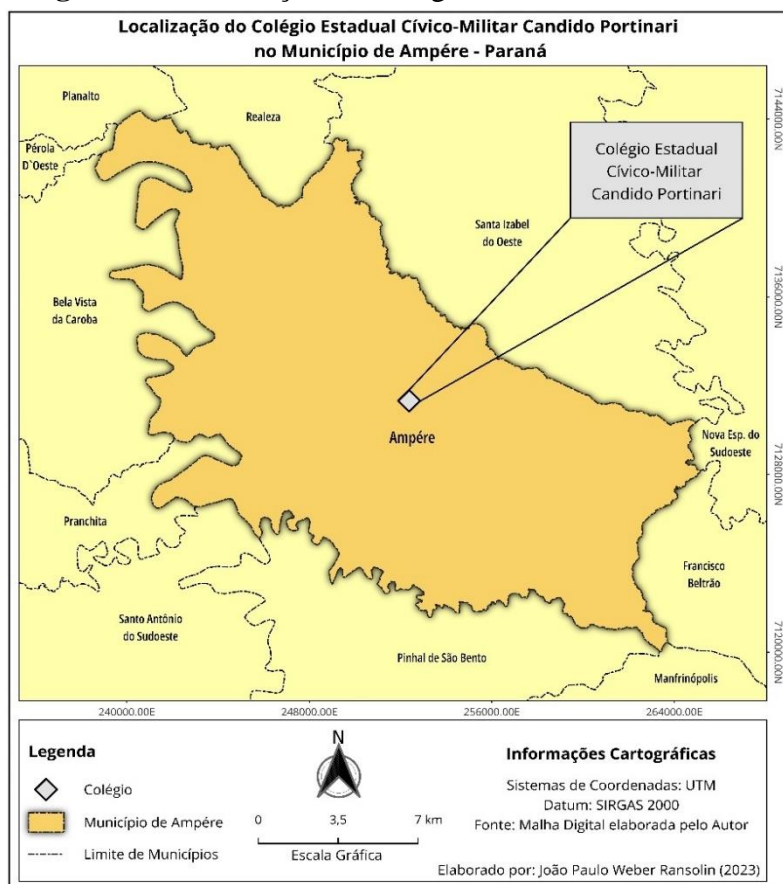 Localização do Colégio Estadual Cívico-Militar Candido Portinari
no Município de Ampére - Paraná
Planalto
Realeza
Pérola
D`Oeste
Colégio Estadual
Cívico-Militar
Candido Portinari
Santa Izabel
do Oeste
Bela Vista
da Caroba
Ampére
Nova Esp. do
Sudoeste
Pranchita
Francisco
Beltrão
Santo Antônio
do Sudoeste
Pinhal de São Bento
Manfrinópolis
7144000.00N
7136000.00N
7128000.00N
7120000.00N
240000.00E
248000.00E
256000.00E
264000.00E
Legenda
Colégio
Município de Ampére
Limite de Municípios
N
0 3,5 7 km
Escala Gráfica
Informações Cartográficas
Sistemas de Coordenadas: UTM
Datum: SIRGAS 2000
Fonte: Malha Digital elaborada pelo Autor
Elaborado por: João Paulo Weber Ransolin (2023)